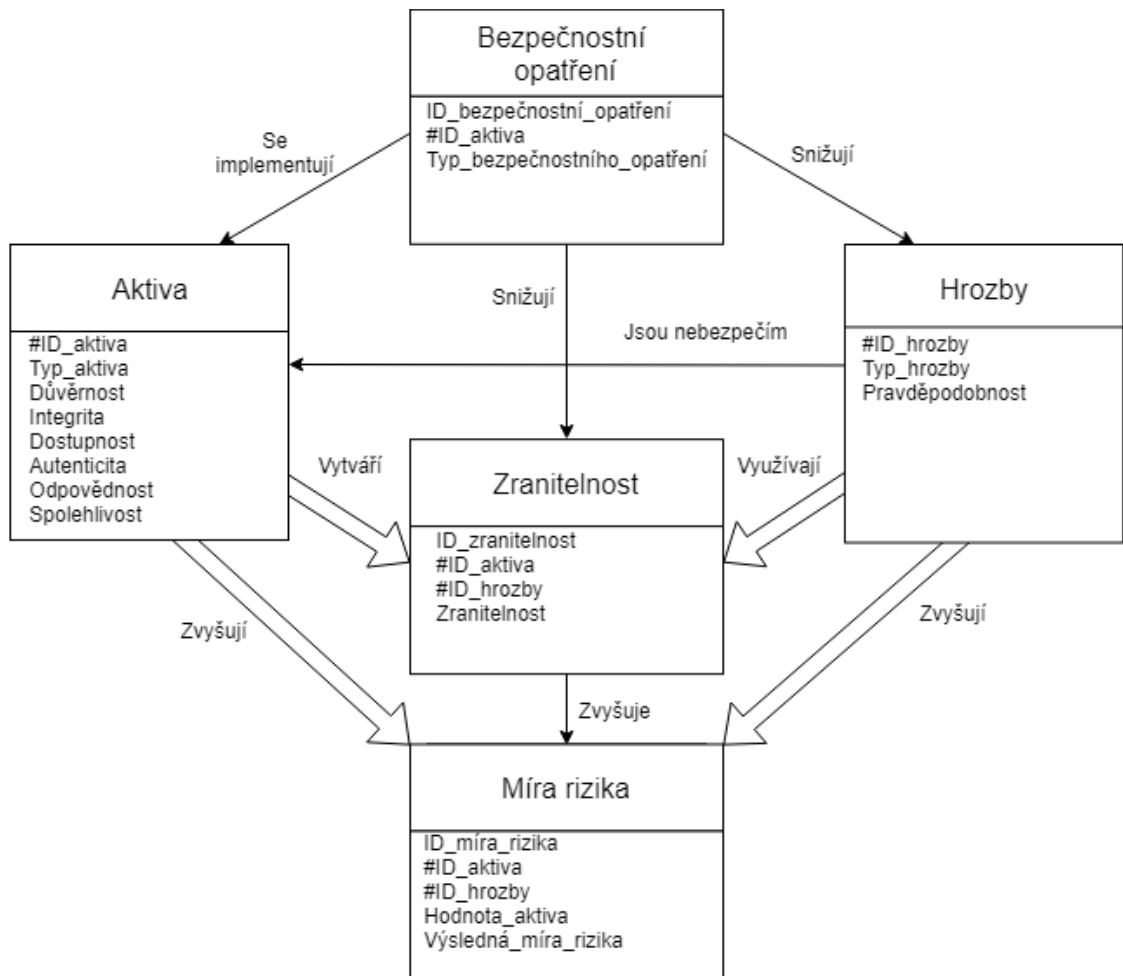 Bezpečnostní
opatření
ID_bezpečnostní_opatření
#ID_aktiva
Typ_bezpečnostního_opatření
Se
implementují
Snižují
Aktiva
#ID_aktiva
Typ_aktiva
Důvěrnost
Integrita
Dostupnost
Autenticita
Odpovědnost
Spolehlivost
Snižují
Jsou nebezpečím
Hrozby
#ID_hrozby
Typ_hrozby
Pravděpodobnost
Vytváří
Využívají
Zranitelnost
ID_zranitelnost
#ID_aktiva
#ID_hrozby
Zranitelnost
Zvyšují
Zvyšují
Zvyšuje
Míra rizika
ID_míra_rizika
#ID_aktiva
#ID_hrozby
Hodnota_aktiva
Výsledná_míra_rizika